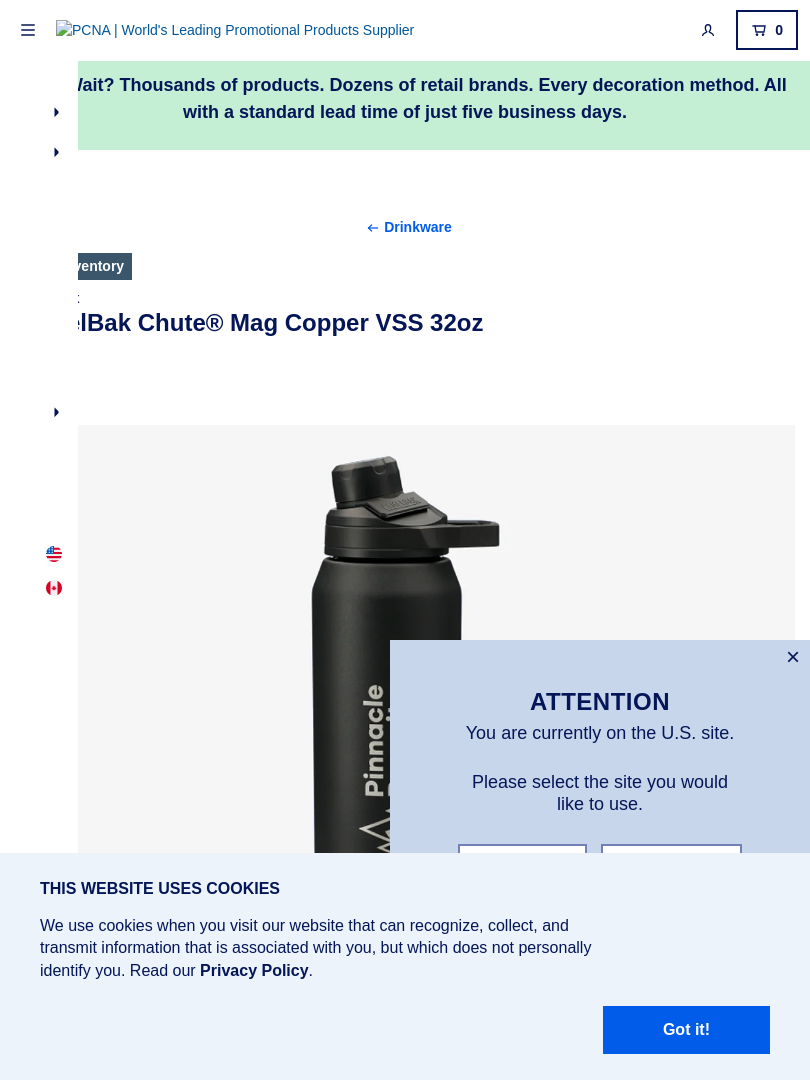 PCNA | World's Leading Promotional Products Supplier
0
Wait? Thousands of products. Dozens of retail brands. Every decoration method. All
with a standard lead time of just five business days.
← Drinkware
ventory
elBak Chute® Mag Copper VSS 32oz
Pinnacle
×
ATTENTION
You are currently on the U.S. site.
Please select the site you would
like to use.
THIS WEBSITE USES COOKIES
We use cookies when you visit our website that can recognize, collect, and
transmit information that is associated with you, but which does not personally
identify you. Read our Privacy Policy.
Got it!